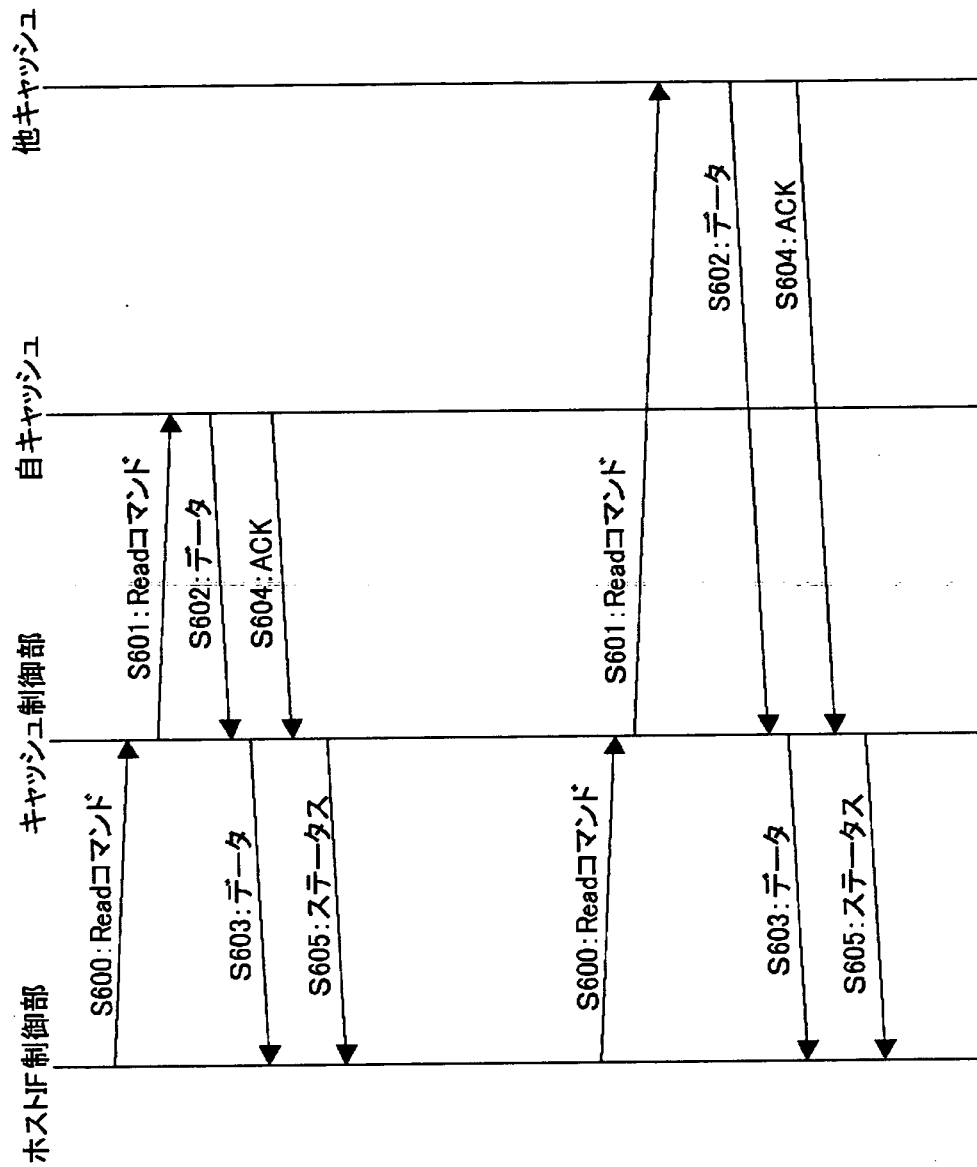 ホストIF制御部
キャッシュ制御部
自キャッシュ
他キャッシュ
S600:Readコマンド
S601:Readコマンド
S602:データ
S603:データ
S604:ACK
S605:ステータス
S600:Readコマンド
S601:Readコマンド
S602:データ
S603:データ
S604:ACK
S605:ステータス